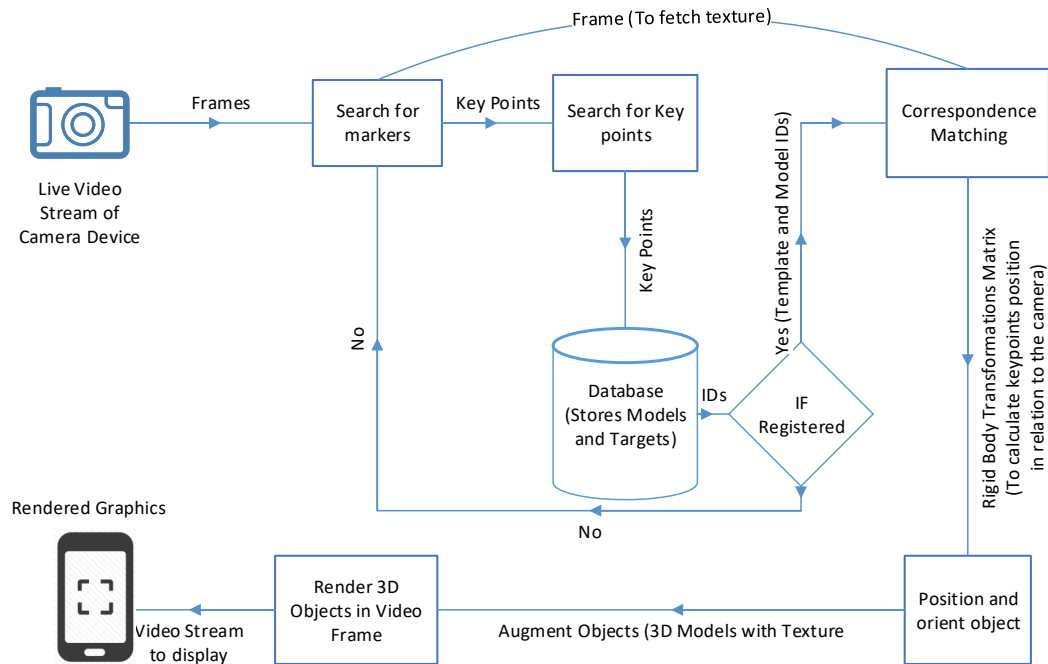 Frame (To fetch texture)
Frames
Search for
markers
Key Points
Search for Key
points
Correspondence
Matching
Live Video
Stream of
Camera Device
Key Points
Yes (Template and Model IDs)
Rigid Body Transformations Matrix
(To calculate keypoints position
in relation to the camera)
No
Database
(Stores Models
and Targets)
IDs
IF
Registered
No
Rendered Graphics
Render 3D
Objects in Video
Frame
Position and
orient object
Video Stream
to display
Augment Objects (3D Models with Texture